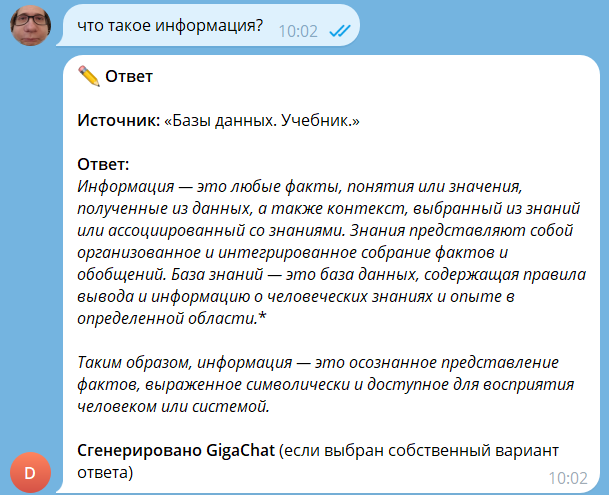 что такое информация? 10:02
✏️ Ответ
Источник: «Базы данных. Учебник.»
Ответ:
Информация — это любые факты, понятия или значения,
полученные из данных, а также контекст, выбранный из знаний
или ассоциированный со знаниями. Знания представляют собой
организованное и интегрированное собрание фактов и
обобщений. База знаний — это база данных, содержащая правила
вывода и информацию о человеческих знаниях и опыте в
определенной области.*
Таким образом, информация — это осознанное представление
фактов, выраженное символически и доступное для восприятия
человеком или системой.
Сгенерировано GigaChat (если выбран собственный вариант
ответа)
D
10:02